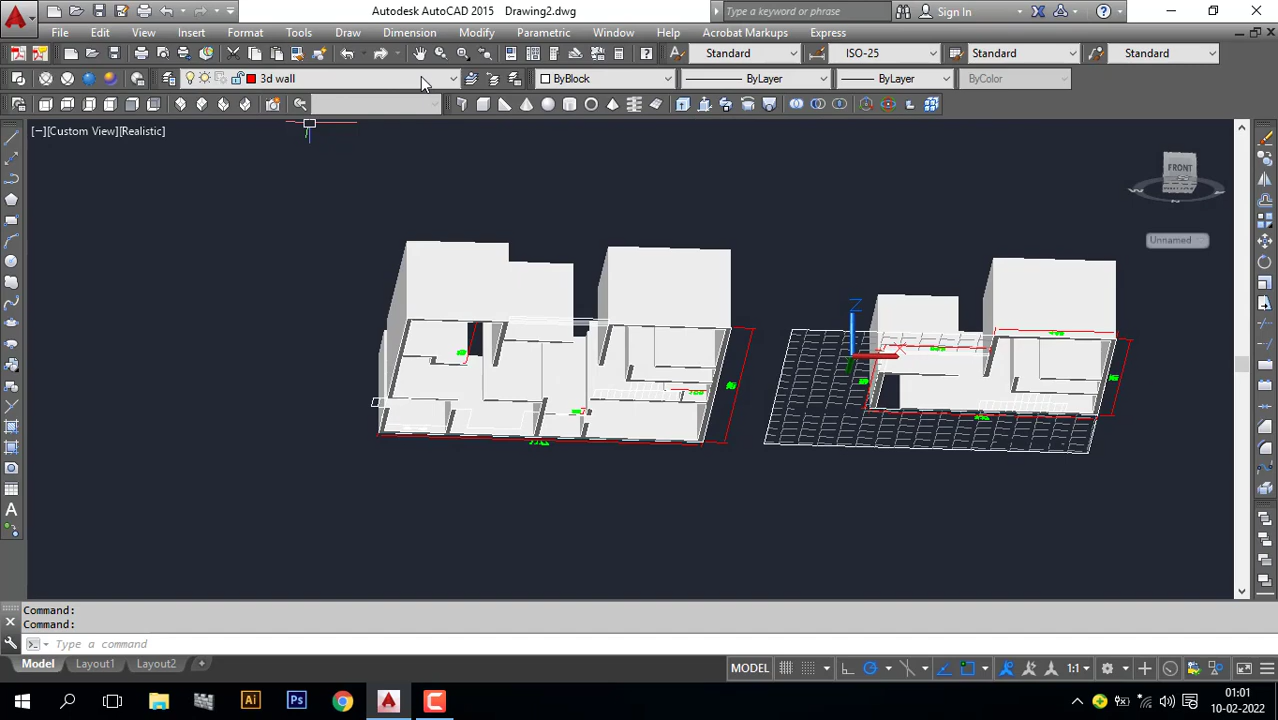 Autodesk AutoCAD 2015 Drawing2.dwg
Type a keyword or phrase
Sign In
File Edit View Insert Format Tools Draw Dimension Modify Parametric Window Help Acrobat Markups Express
Standard ISO-25 Standard Standard
3d wall ByBlock ByLayer ByLayer ByColor
[−][Custom View][Realistic]
FRONT
Unnamed
Z
Command:
Command:
Type a command
Model Layout1 Layout2 +
MODEL 1:1
Ai Ps
01:01
10-02-2022